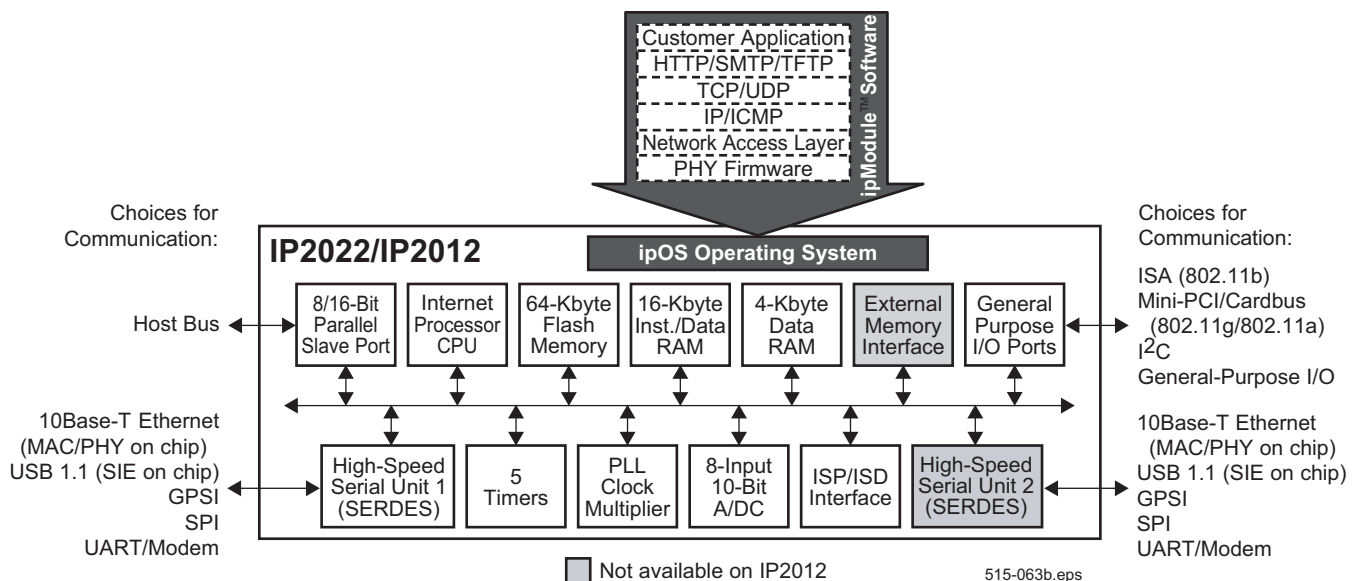 Customer Application
HTTP/SMTP/TFTP
TCP/UDP
IP/ICMP
Network Access Layer
PHY Firmware
ipModule™ Software
Choices for
Communication:
Host Bus
10Base-T Ethernet
(MAC/PHY on chip)
USB 1.1 (SIE on chip)
GPSI
SPI
UART/Modem
IP2022/IP2012
ipOS Operating System
8/16-Bit
Parallel
Slave Port
Internet
Processor
CPU
64-Kbyte
Flash
Memory
16-Kbyte
Inst./Data
RAM
4-Kbyte
Data
RAM
External
Memory
Interface
General
Purpose
I/O Ports
High-Speed
Serial Unit 1
(SERDES)
5
Timers
PLL
Clock
Multiplier
8-Input
10-Bit
A/DC
ISP/ISD
Interface
High-Speed
Serial Unit 2
(SERDES)
Choices for
Communication:
ISA (802.11b)
Mini-PCI/Cardbus
(802.11g/802.11a)
I²C
General-Purpose I/O
10Base-T Ethernet
(MAC/PHY on chip)
USB 1.1 (SIE on chip)
GPSI
SPI
UART/Modem
Not available on IP2012
515-063b.eps